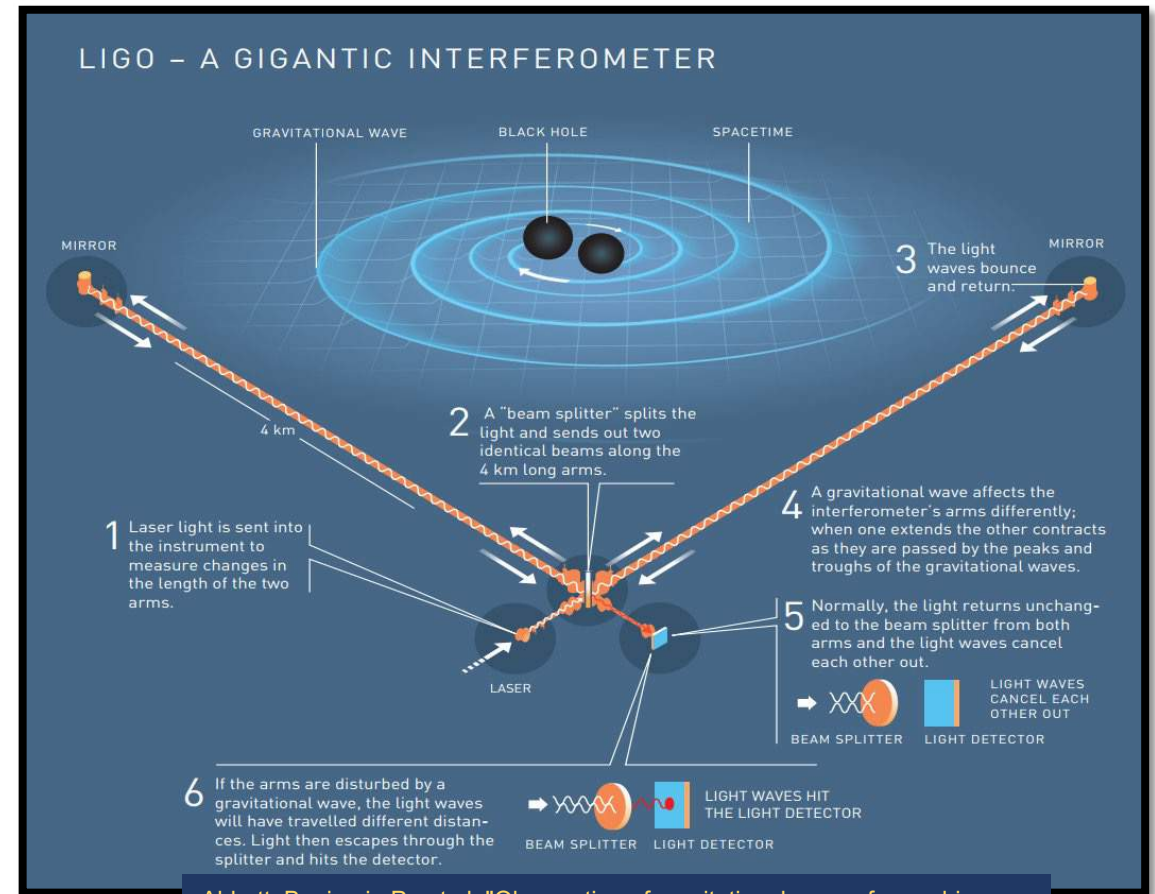 LIGO – A GIGANTIC INTERFEROMETER
GRAVITATIONAL WAVE
BLACK HOLE
SPACETIME
MIRROR
3 The light
waves bounce
and return.
MIRROR
4 km
2 A "beam splitter" splits the
light and sends out two
identical beams along the
4 km long arms.
1 Laser light is sent into
the instrument to
measure changes in
the length of the two
arms.
4 A gravitational wave affects the
interferometer's arms differently;
when one extends the other contracts
as they are passed by the peaks and
troughs of the gravitational waves.
5 Normally, the light returns unchang-
ed to the beam splitter from both
arms and the light waves cancel
each other out.
LASER
LIGHT WAVES
CANCEL EACH
OTHER OUT
BEAM SPLITTER
LIGHT DETECTOR
6 If the arms are disturbed by a
gravitational wave, the light waves
will have travelled different distan-
ces. Light then escapes through the
splitter and hits the detector.
LIGHT WAVES HIT
THE LIGHT DETECTOR
BEAM SPLITTER
LIGHT DETECTOR